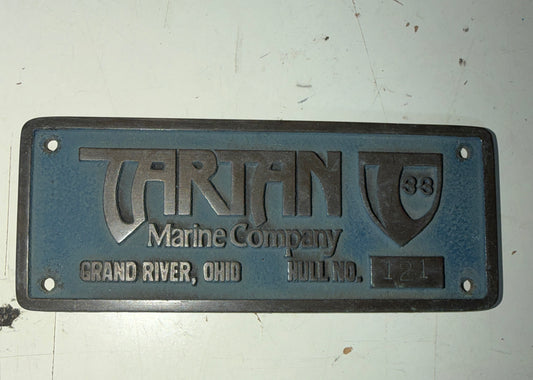 TARTAN T 33
Marine Company
GRAND RIVER, OHIO HULL NO. 121